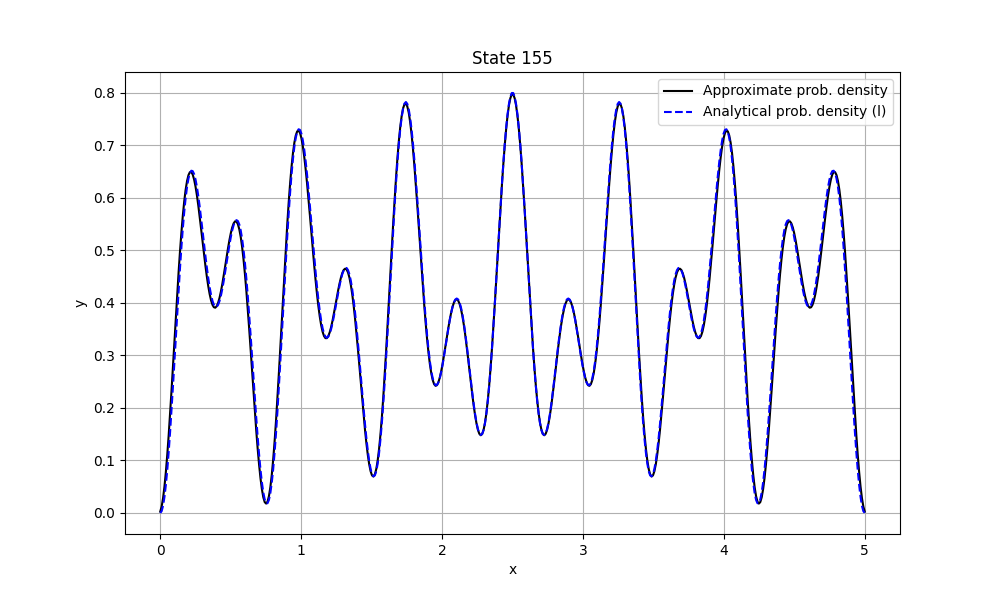 State 155
Approximate prob. density
Analytical prob. density (l)
y
0.8
0.7
0.6
0.5
0.4
0.3
0.2
0.1
0.0
0 1 2 3 4 5
x